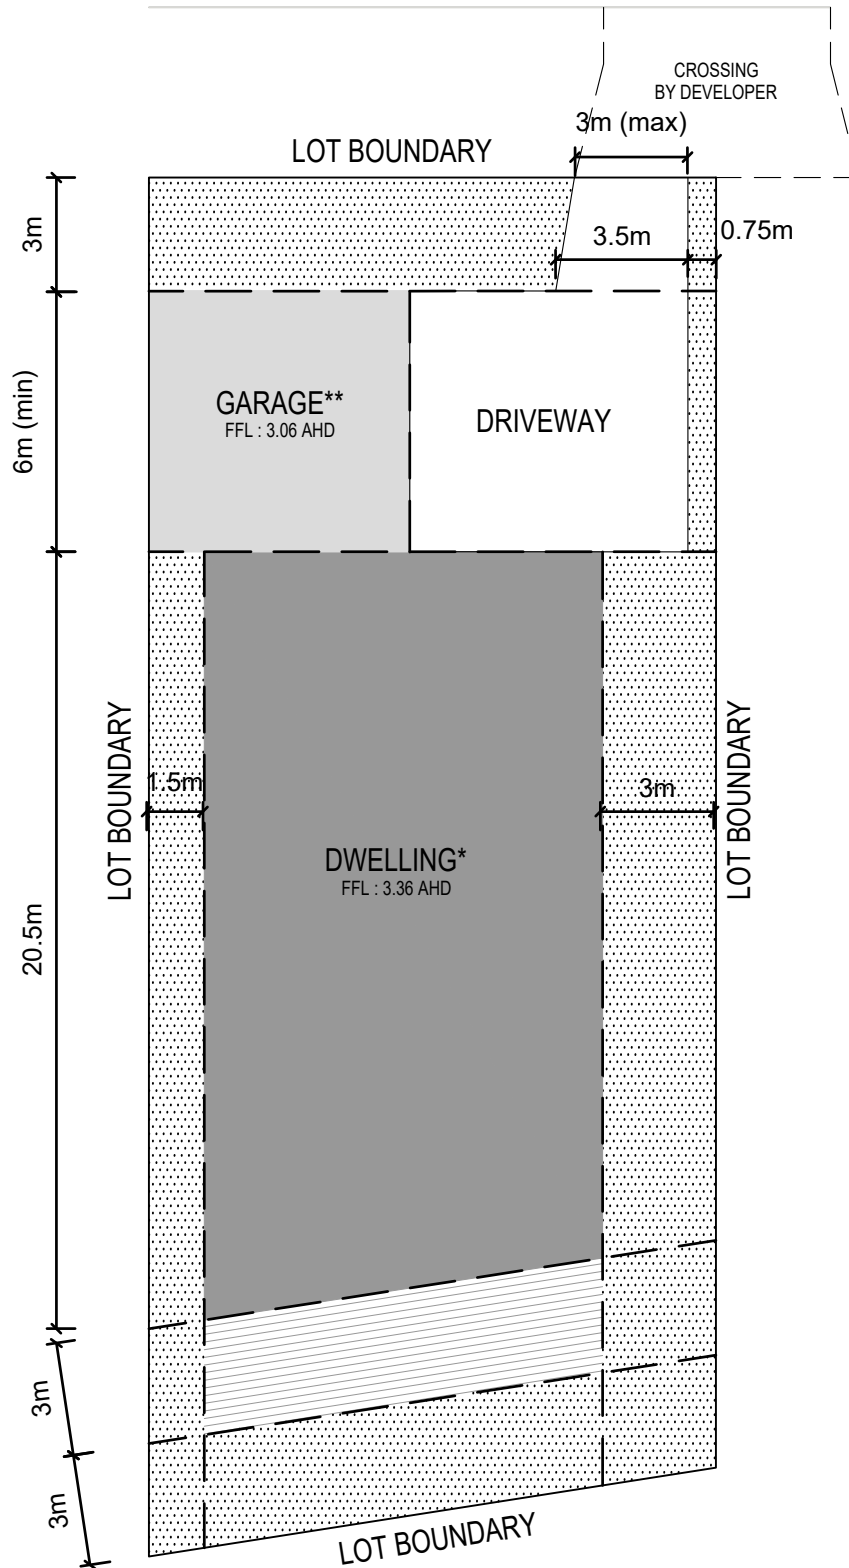 CROSSING
BY DEVELOPER
3m (max)
LOT BOUNDARY
3m
3.5m
0.75m
6m (min)
GARAGE**
FFL : 3.06 AHD
DRIVEWAY
LOT BOUNDARY
LOT BOUNDARY
1.5m
3m
DWELLING*
FFL : 3.36 AHD
20.5m
3m
3m
LOT BOUNDARY